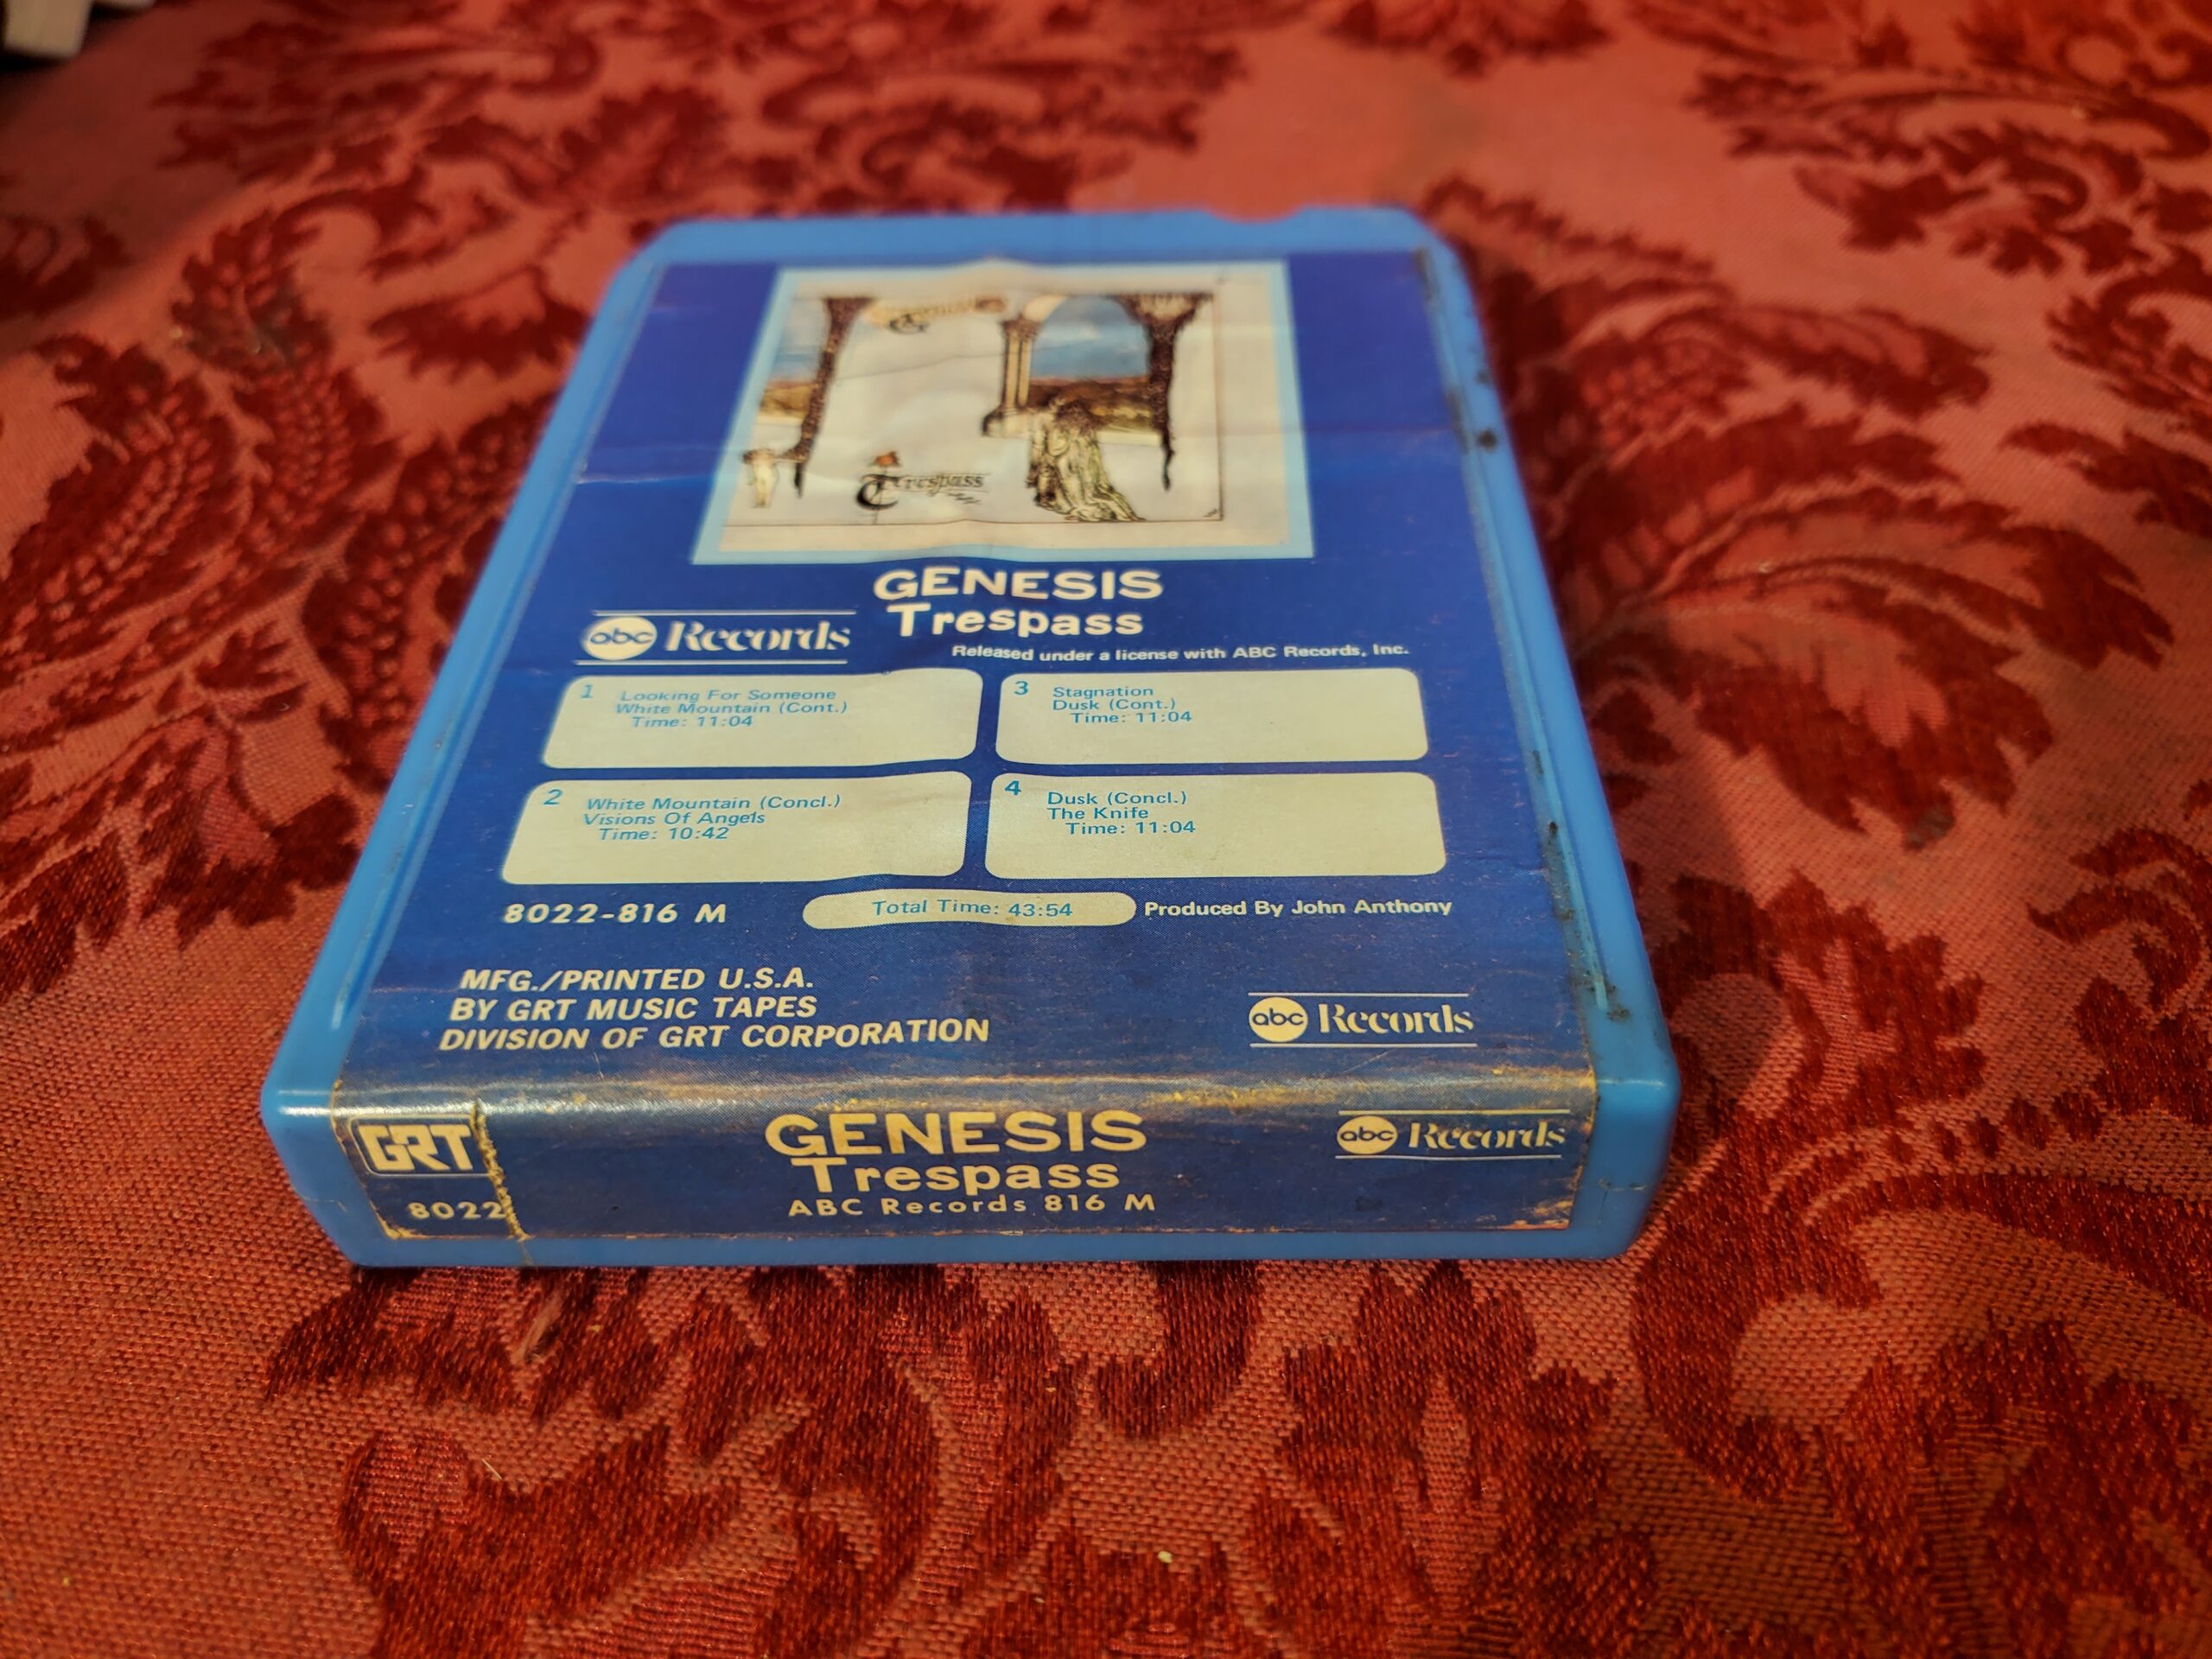 Genesis
Trespass
GENESIS
Trespass
abc Records
Released under a license with ABC Records, Inc.
1 Looking For Someone
White Mountain (Cont.)
Time: 11:04
2 White Mountain (Concl.)
Visions Of Angels
Time: 10:42
3 Stagnation
Dusk (Cont.)
Time: 11:04
4 Dusk (Concl.)
The Knife
Time: 11:04
8022-816 M
Total Time: 43:54
Produced By John Anthony
MFG./PRINTED U.S.A.
BY GRT MUSIC TAPES
DIVISION OF GRT CORPORATION
abc Records
GRT
8022
GENESIS
Trespass
ABC Records 816 M
abc Records